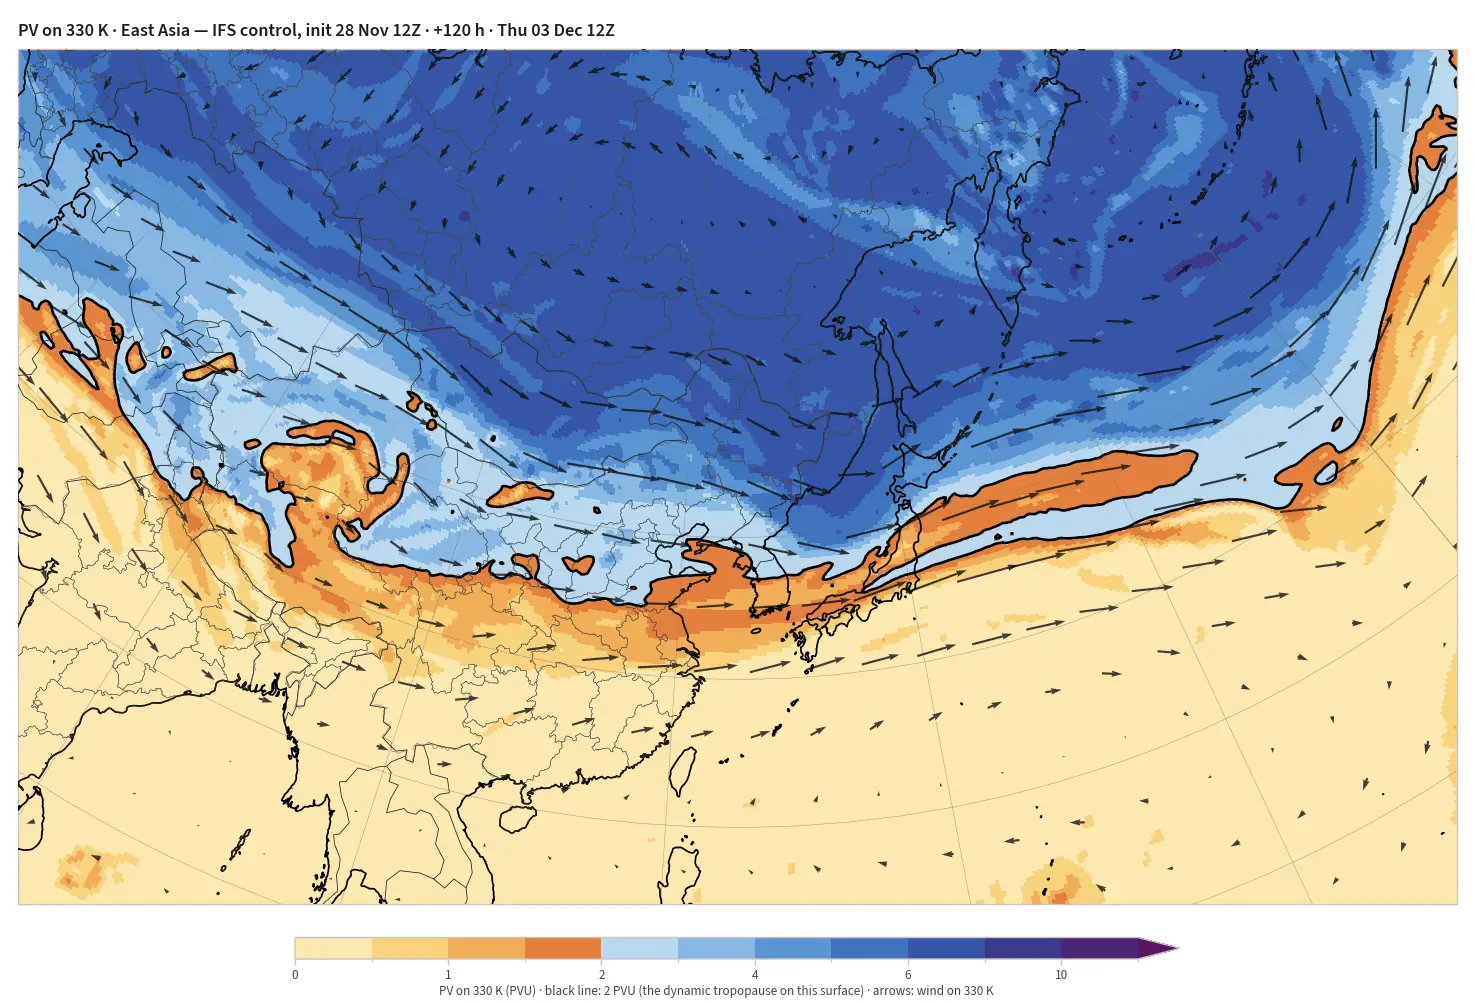 PV on 330 K · East Asia — IFS control, init 28 Nov 12Z · +120 h · Thu 03 Dec 12Z
0 1 2 4 6 10
PV on 330 K (PVU) · black line: 2 PVU (the dynamic tropopause on this surface) · arrows: wind on 330 K